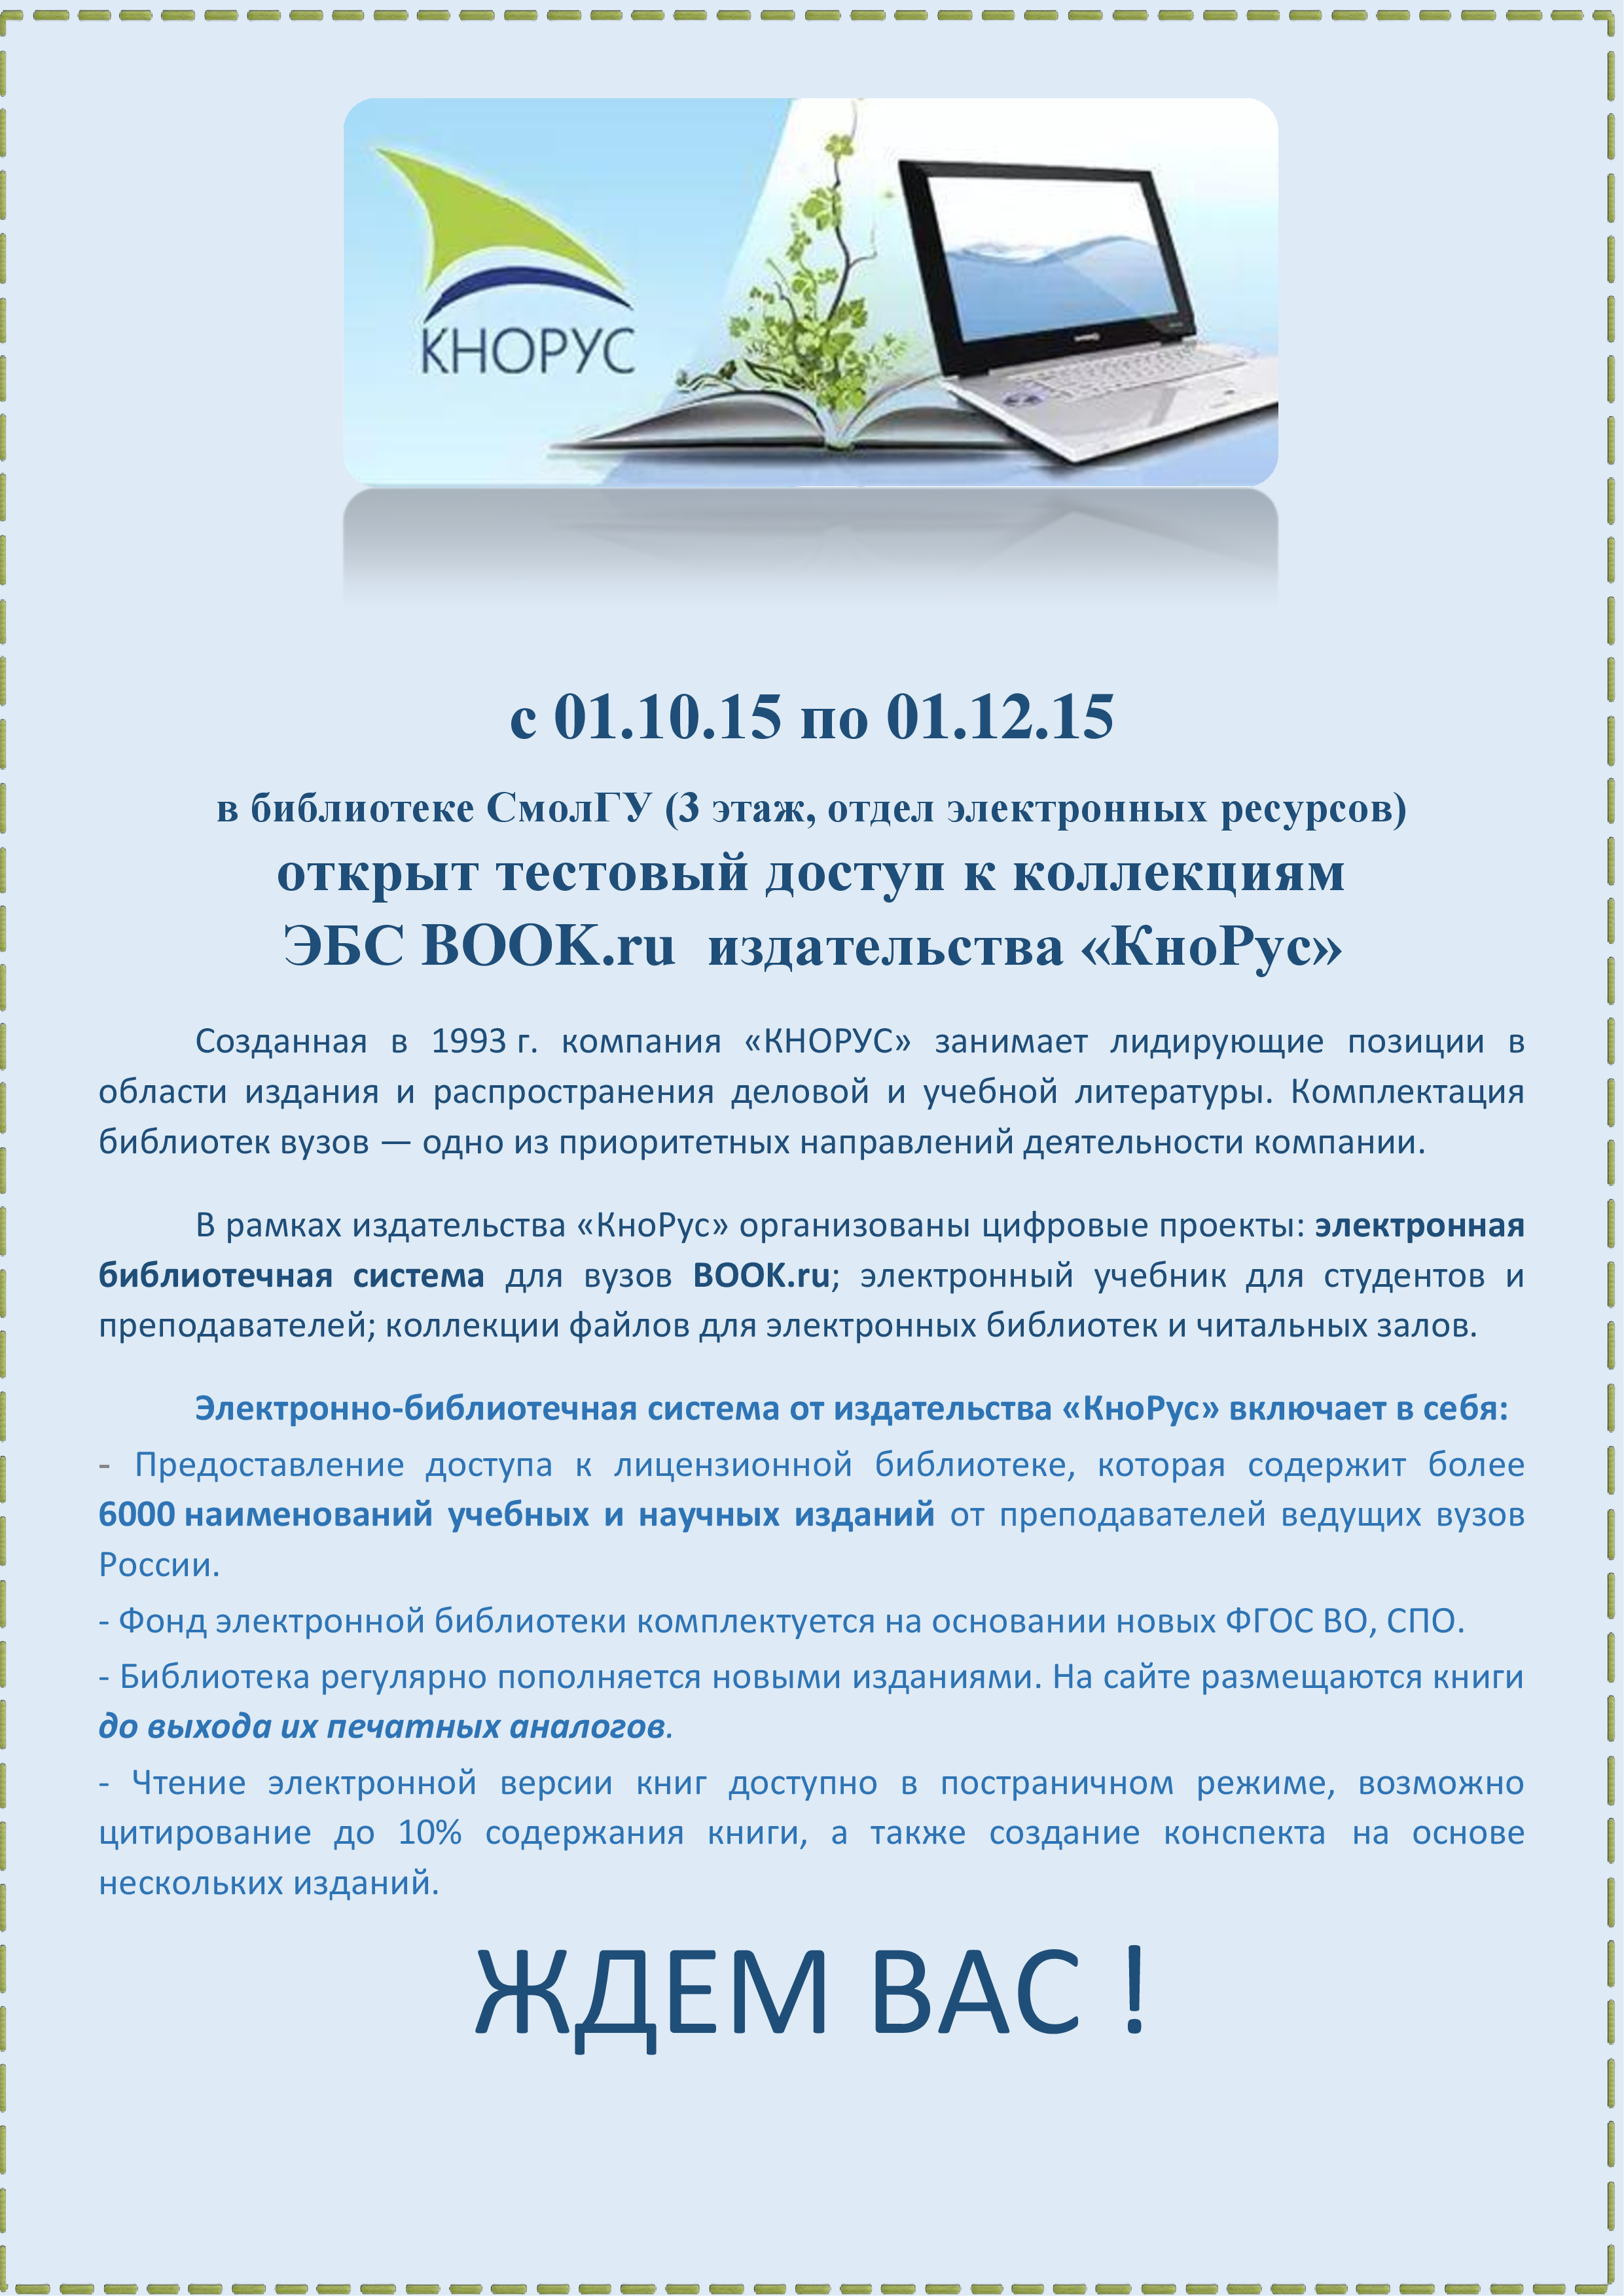 КНОРУС
с 01.10.15 по 01.12.15
в библиотеке СмолГУ (3 этаж, отдел электронных ресурсов)
открыт тестовый доступ к коллекциям
ЭБС BOOK.ru издательства «КноРус»
Созданная в 1993 г. компания «КНОРУС» занимает лидирующие позиции в
области издания и распространения деловой и учебной литературы. Комплектация
библиотек вузов — одно из приоритетных направлений деятельности компании.
В рамках издательства «КноРус» организованы цифровые проекты: электронная
библиотечная система для вузов BOOK.ru; электронный учебник для студентов и
преподавателей; коллекции файлов для электронных библиотек и читальных залов.
Электронно-библиотечная система от издательства «КноРус» включает в себя:
- Предоставление доступа к лицензионной библиотеке, которая содержит более
6000 наименований учебных и научных изданий от преподавателей ведущих вузов
России.
- Фонд электронной библиотеки комплектуется на основании новых ФГОС ВО, СПО.
- Библиотека регулярно пополняется новыми изданиями. На сайте размещаются книги
до выхода их печатных аналогов.
- Чтение электронной версии книг доступно в постраничном режиме, возможно
цитирование до 10% содержания книги, а также создание конспекта на основе
нескольких изданий.
ЖДЕМ ВАС !